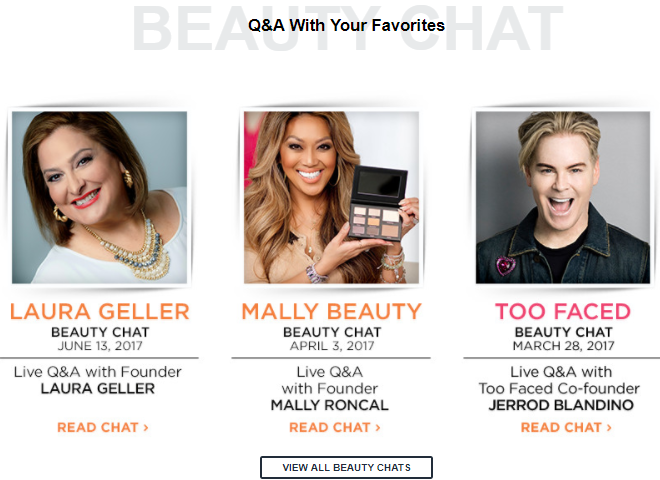 BEAUTY CHAT
Q&A With Your Favorites
LAURA GELLER
BEAUTY CHAT
JUNE 13, 2017
Live Q&A with Founder
LAURA GELLER
READ CHAT >
MALLY BEAUTY
BEAUTY CHAT
APRIL 3, 2017
Live Q&A
with Founder
MALLY RONCAL
READ CHAT >
TOO FACED
BEAUTY CHAT
MARCH 28, 2017
Live Q&A with
Too Faced Co-founder
JERROD BLANDINO
READ CHAT >
VIEW ALL BEAUTY CHATS